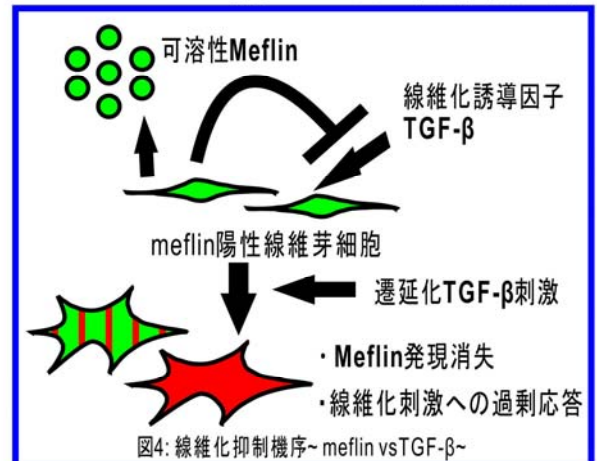 可溶性Meflin
線維化誘導因子
TGF-β
meflin陽性線維芽細胞
遷延化TGF-β刺激
・Meflin発現消失
・線維化刺激への過剰応答
図4: 線維化抑制機序~ meflin vsTGF-β~